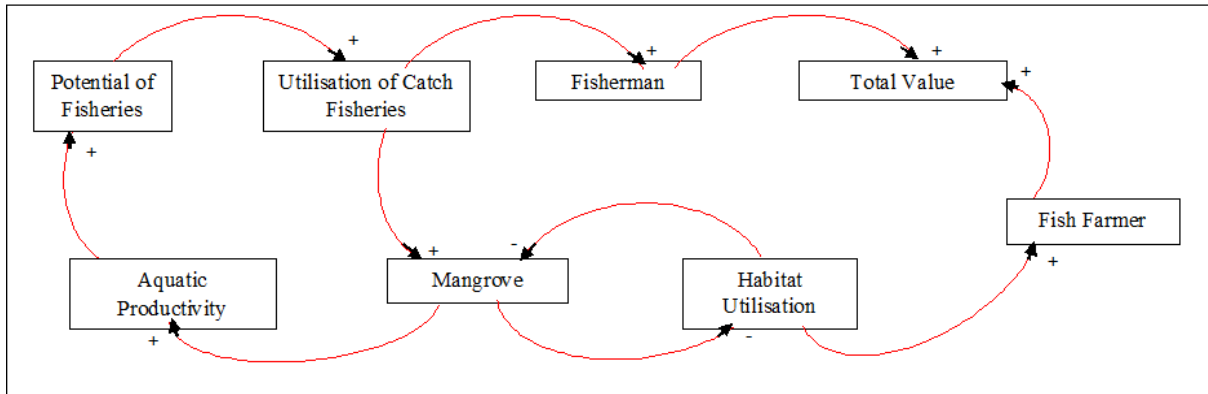 +
+
+
+
Potential of
Fisheries
Utilisation of Catch
Fisheries
Fisherman
Total Value
+
Fish Farmer
-
+
+
Aquatic
Productivity
Mangrove
Habitat
Utilisation
+
+
-